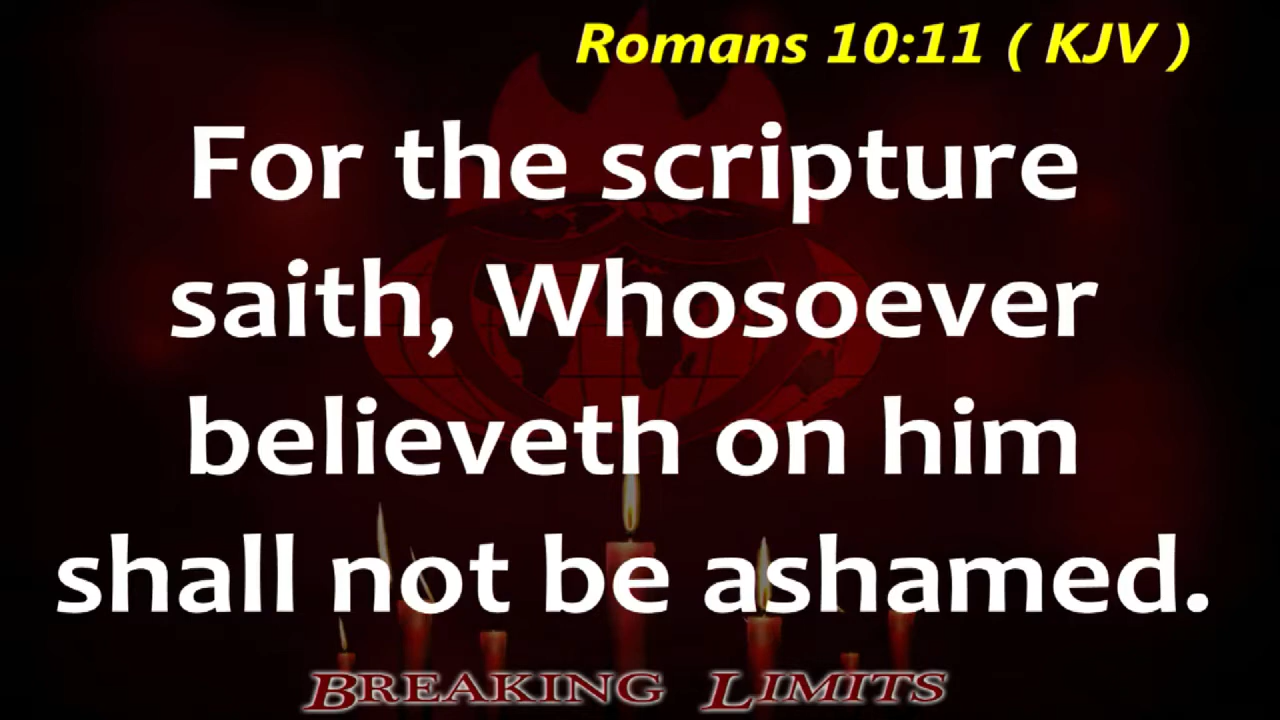 Romans 10:11 ( KJV )
For the scripture
saith, Whosoever
believeth on him
shall not be ashamed.
BREAKING LIMITS